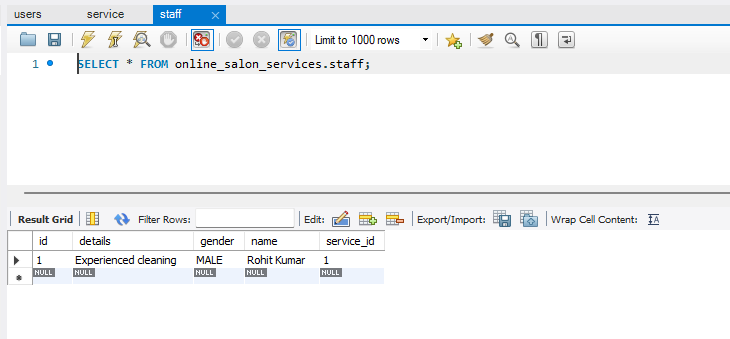 users service staff
Limit to 1000 rows
1 SELECT * FROM online_salon_services.staff;
Result Grid Filter Rows: Edit: Export/Import: Wrap Cell Content:
id details gender name service_id
1 Experienced cleaning MALE Rohit Kumar 1
NULL NULL NULL NULL NULL